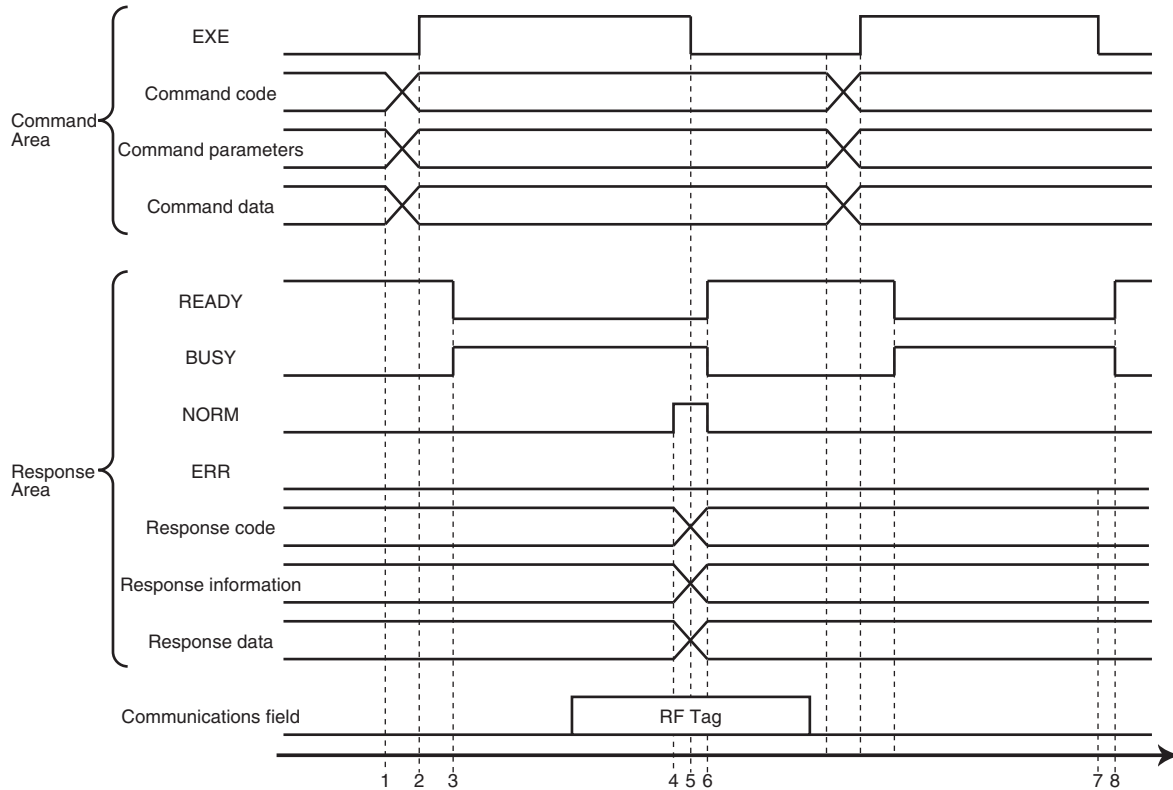 EXE
Command code
Command
Area
Command parameters
Command data
READY
BUSY
NORM
ERR
Response
Area
Response code
Response information
Response data
Communications field
RF Tag
1 2 3 4 5 6 7 8